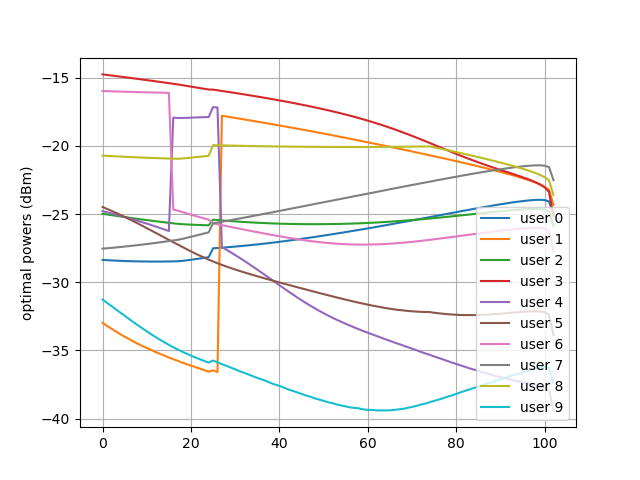 −15
−20
−25
−30
−35
−40
optimal powers (dBm)
0
20
40
60
80
100
user 0
user 1
user 2
user 3
user 4
user 5
user 6
user 7
user 8
user 9